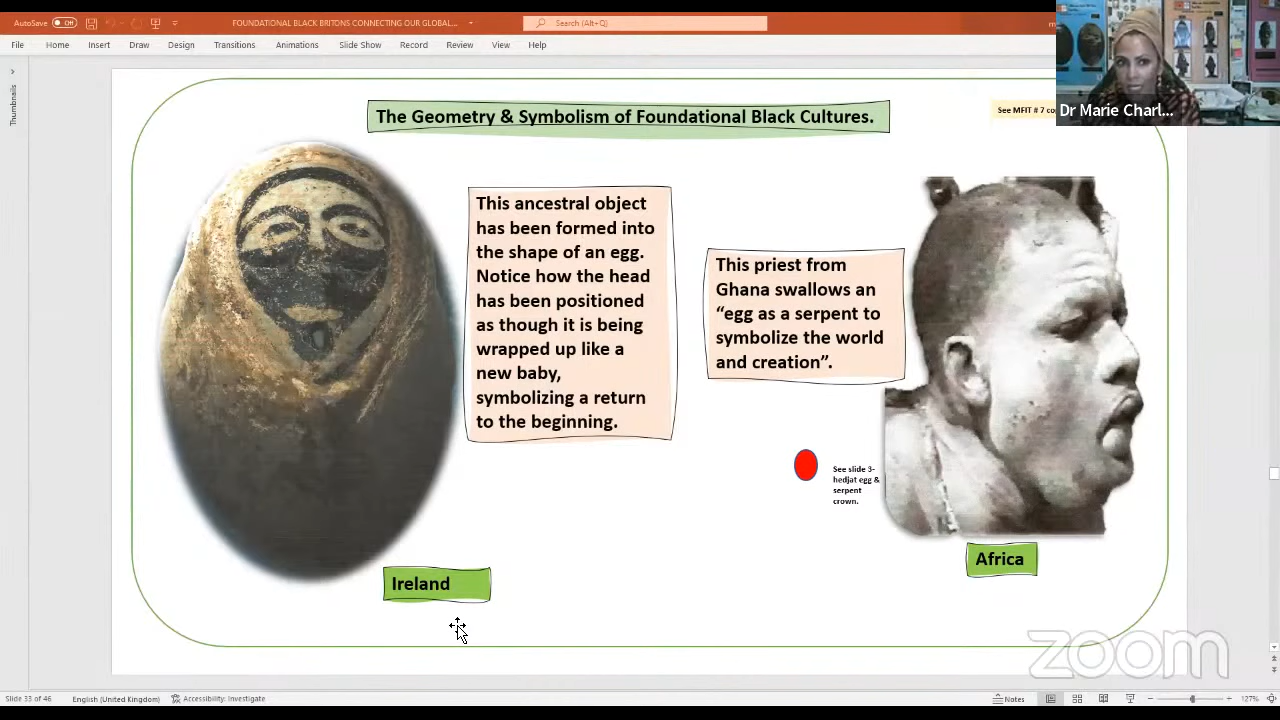 AutoSave
Off
FOUNDATIONAL BLACK BRITONS CONNECTING OUR GLOBAL...
Search (Alt+Q)
File Home Insert Draw Design Transitions Animations Slide Show Record Review View Help
Dr Marie Charl...
Thumbnails
The Geometry & Symbolism of Foundational Black Cultures.
See MFIT # 7 co
This ancestral object
has been formed into
the shape of an egg.
Notice how the head
has been positioned
as though it is being
wrapped up like a
new baby,
symbolizing a return
to the beginning.
This priest from
Ghana swallows an
“egg as a serpent to
symbolize the world
and creation”.
See slide 3-
hedjat egg &
serpent
crown.
Ireland
Africa
zoom
Slide 33 of 46 English (United Kingdom) Accessibility: Investigate Notes 127%